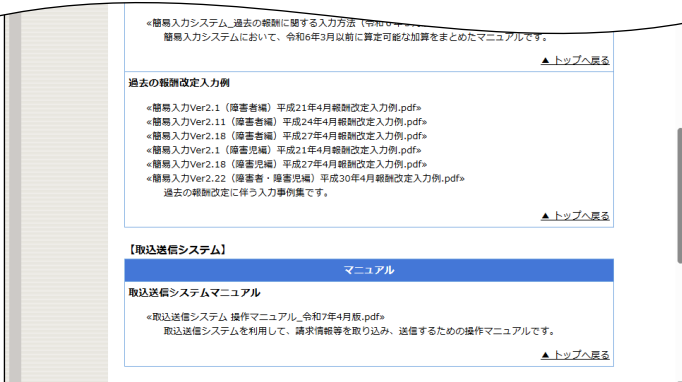 «簡易入力システム_過去の報酬に関する入力方法（令和6年3月
簡易入力システムにおいて、令和6年3月以前に算定可能な加算をまとめたマニュアルです。
▲ トップへ戻る
過去の報酬改定入力例
«簡易入力Ver2.1（障害者編）平成21年4月報酬改定入力例.pdf»
«簡易入力Ver2.11（障害者編）平成24年4月報酬改定入力例.pdf»
«簡易入力Ver2.18（障害者編）平成27年4月報酬改定入力例.pdf»
«簡易入力Ver2.1（障害児編）平成21年4月報酬改定入力例.pdf»
«簡易入力Ver2.18（障害児編）平成27年4月報酬改定入力例.pdf»
«簡易入力Ver2.22（障害者・障害児編）平成30年4月報酬改定入力例.pdf»
過去の報酬改定に伴う入力事例集です。
▲ トップへ戻る
【取込送信システム】
マニュアル
取込送信システムマニュアル
«取込送信システム 操作マニュアル_令和7年4月版.pdf»
取込送信システムを利用して、請求情報等を取り込み、送信するための操作マニュアルです。
▲ トップへ戻る